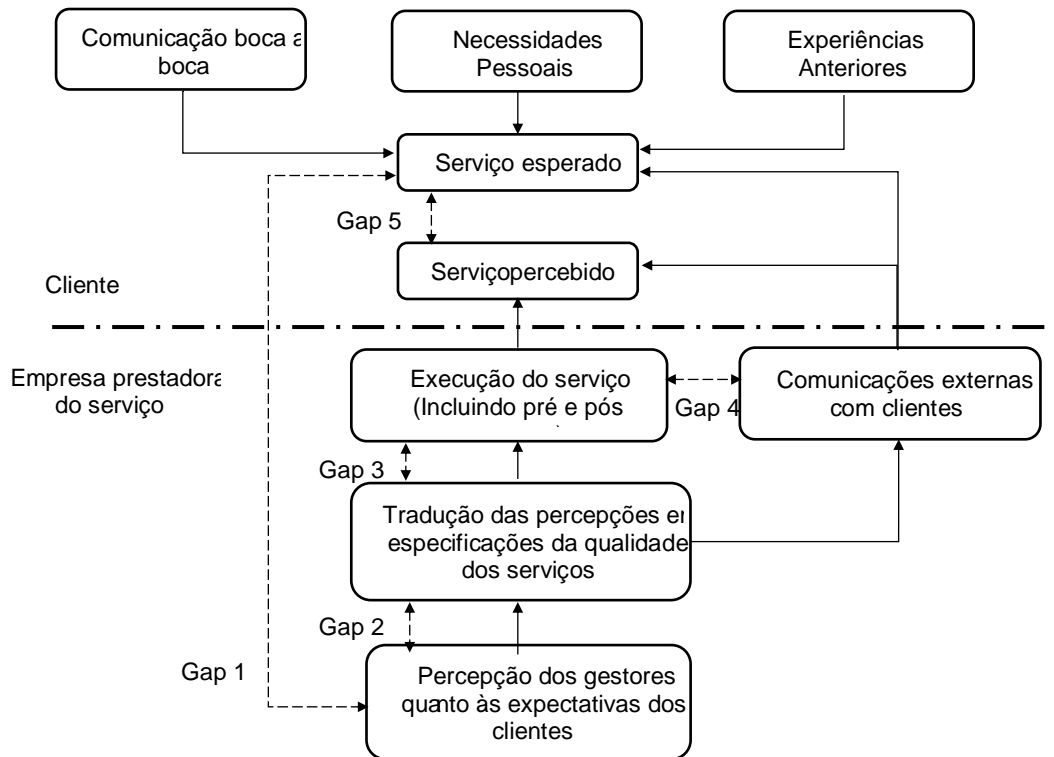 Comunicação boca a
boca
Necessidades
Pessoais
Experiências
Anteriores
Serviço esperado
Gap 5
Serviçopercebido
Cliente
Empresa prestadora
do serviço
Execução do serviço
(Incluindo pré e pós
Gap 4
Comunicações externas
com clientes
Gap 3
Tradução das percepções
especificações da qualidade
dos serviços
Gap 2
Gap 1
Percepção dos gestores
quanto às expectativas dos
clientes